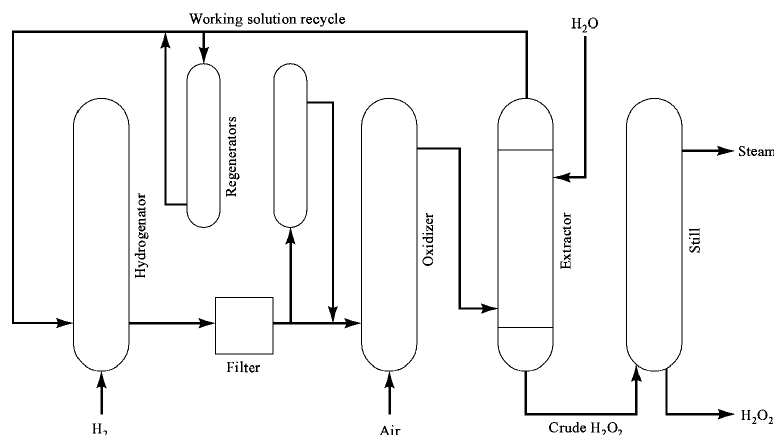 Working solution recycle
H₂O
Hydrogenator
Regenerators
Oxidizer
Extractor
Still
Steam
Filter
H₂
Air
Crude H₂O₂
H₂O₂